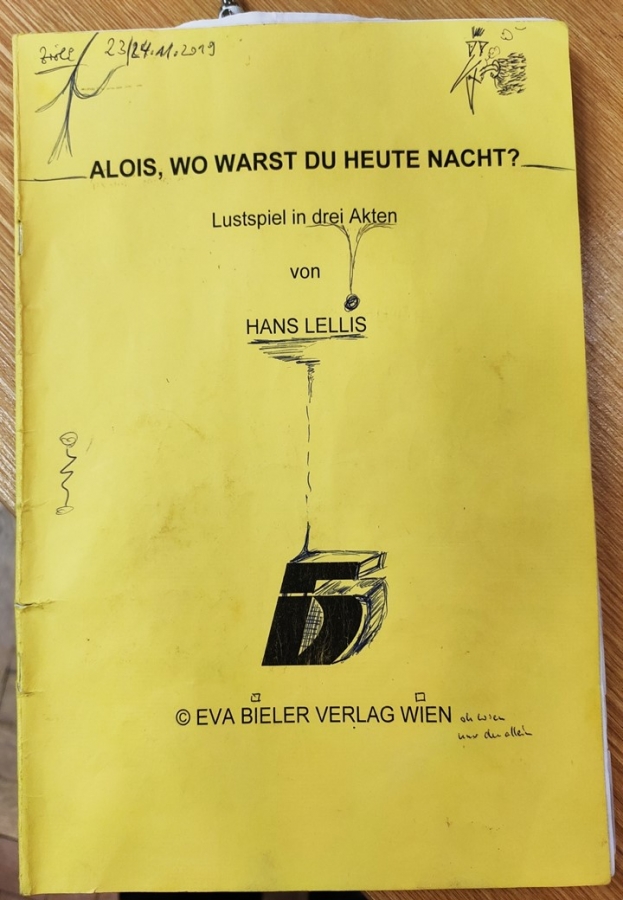 23/24.11.2019
ALOIS, WO WARST DU HEUTE NACHT?
Lustspiel in drei Akten
von
HANS LELLIS
© EVA BIELER VERLAG WIEN
oh wien
nur du allein